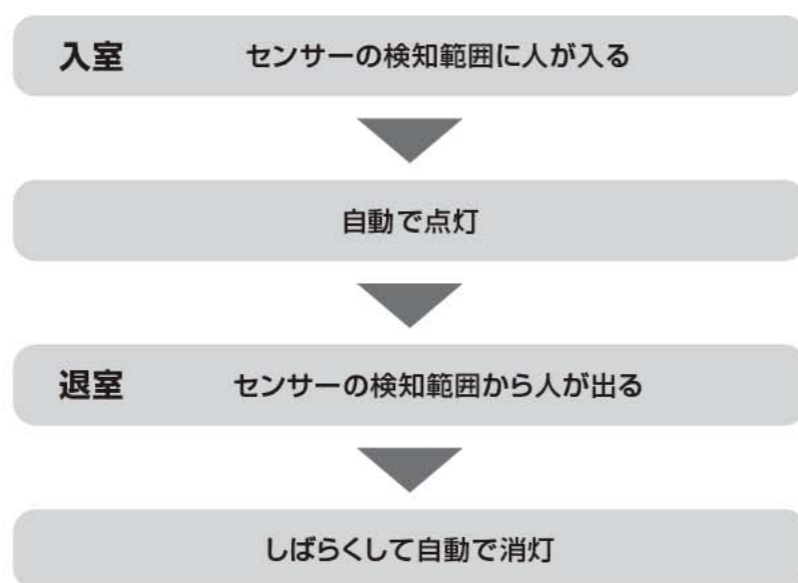 入室 センサーの検知範囲に人が入る
自動で点灯
退室 センサーの検知範囲から人が出る
しばらくして自動で消灯